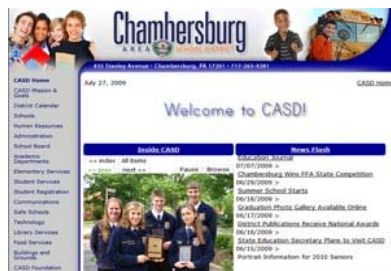 Chambersburg
AREA SCHOOL DISTRICT
435 Stanley Avenue · Chambersburg, PA 17201 · 717-263-9281
July 27, 2009
CASD Home
Welcome to CASD!
CASD Home
CASD Mission & Goals
District Calendar
Schools
Human Resources
Administration
School Board
Academic Departments
Elementary Services
Student Services
Student Registration
Communications
Safe Schools
Technology
Library Services
Food Services
Buildings and Grounds
CASD Foundation
Inside CASD
<< index All Items
<< prev next >> Pause Browse
News Flash
Education Journal
07/07/2009 >
Chambersburg Wins FFA State Competition
06/29/2009 >
Summer School Starts
06/18/2009 >
Graduation Photo Gallery Available Online
06/17/2009 >
District Publications Receive National Awards
06/16/2009 >
State Education Secretary Plans to Visit CASD
06/15/2009 >
Portrait Information for 2010 Seniors